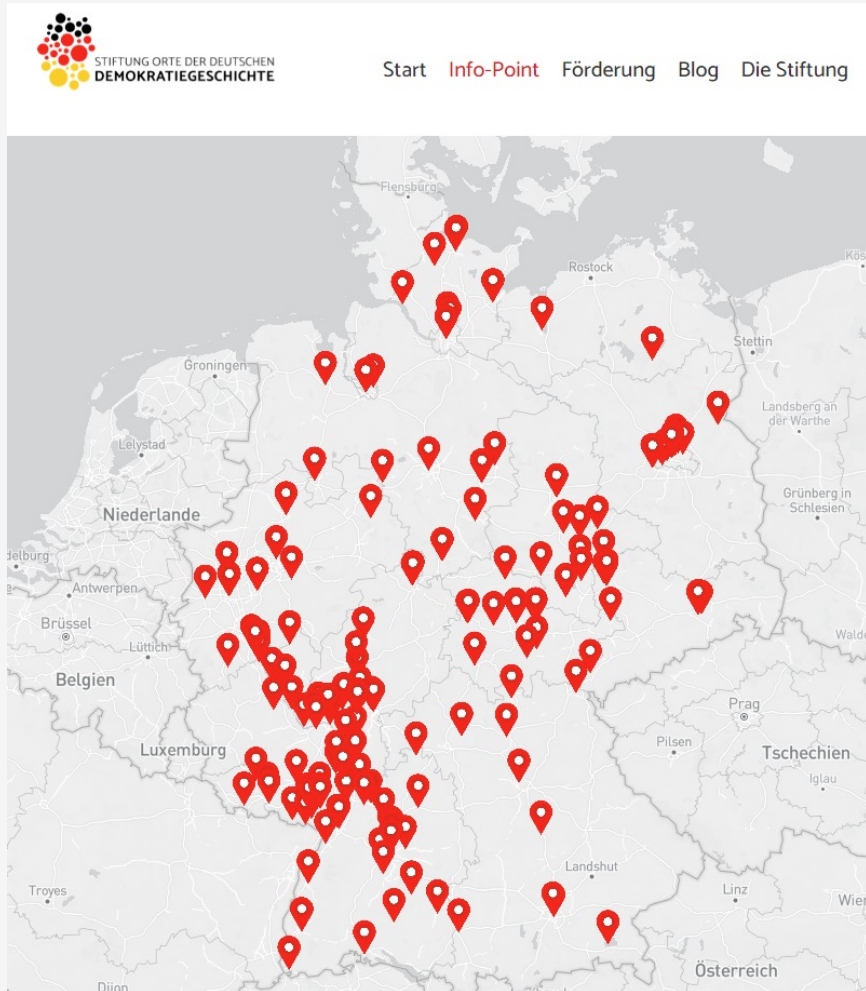 STIFTUNG ORTE DER DEUTSCHEN
DEMOKRATIEGESCHICHTE
Start Info-Point Förderung Blog Die Stiftung
Flensburg
Rostock
Stettin
Groningen
Landsberg an
der Warthe
Lelystad
Niederlande
Grünberg in
Schlesien
Antwerpen
Brüssel
Lüttich
Belgien
Prag
Luxemburg
Pilsen
Tschechien
Iglau
Landshut
Troyes
Linz
Österreich
Dijon